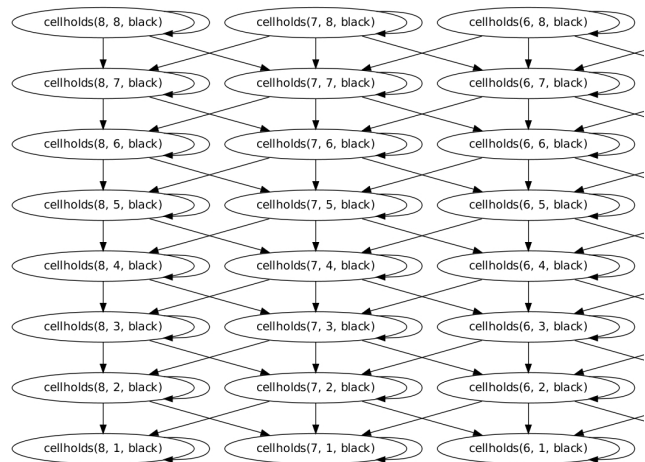 cellholds(8, 8, black) cellholds(7, 8, black) cellholds(6, 8, black)
cellholds(8, 7, black) cellholds(7, 7, black) cellholds(6, 7, black)
cellholds(8, 6, black) cellholds(7, 6, black) cellholds(6, 6, black)
cellholds(8, 5, black) cellholds(7, 5, black) cellholds(6, 5, black)
cellholds(8, 4, black) cellholds(7, 4, black) cellholds(6, 4, black)
cellholds(8, 3, black) cellholds(7, 3, black) cellholds(6, 3, black)
cellholds(8, 2, black) cellholds(7, 2, black) cellholds(6, 2, black)
cellholds(8, 1, black) cellholds(7, 1, black) cellholds(6, 1, black)